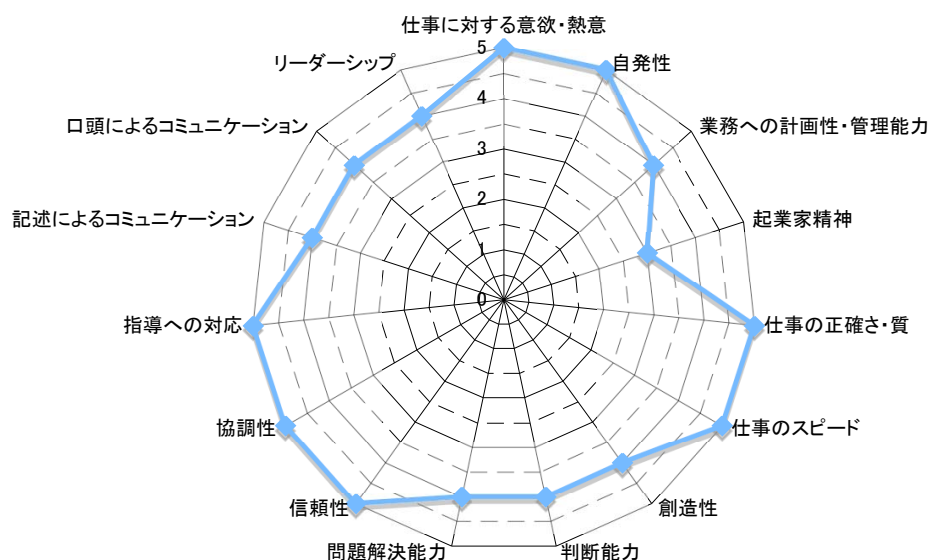 仕事に対する意欲・熱意
自発性
業務への計画性・管理能力
起業家精神
仕事の正確さ・質
仕事のスピード
創造性
判断能力
問題解決能力
信頼性
協調性
指導への対応
記述によるコミュニケーション
口頭によるコミュニケーション
リーダーシップ
5
4
3
2
1
0